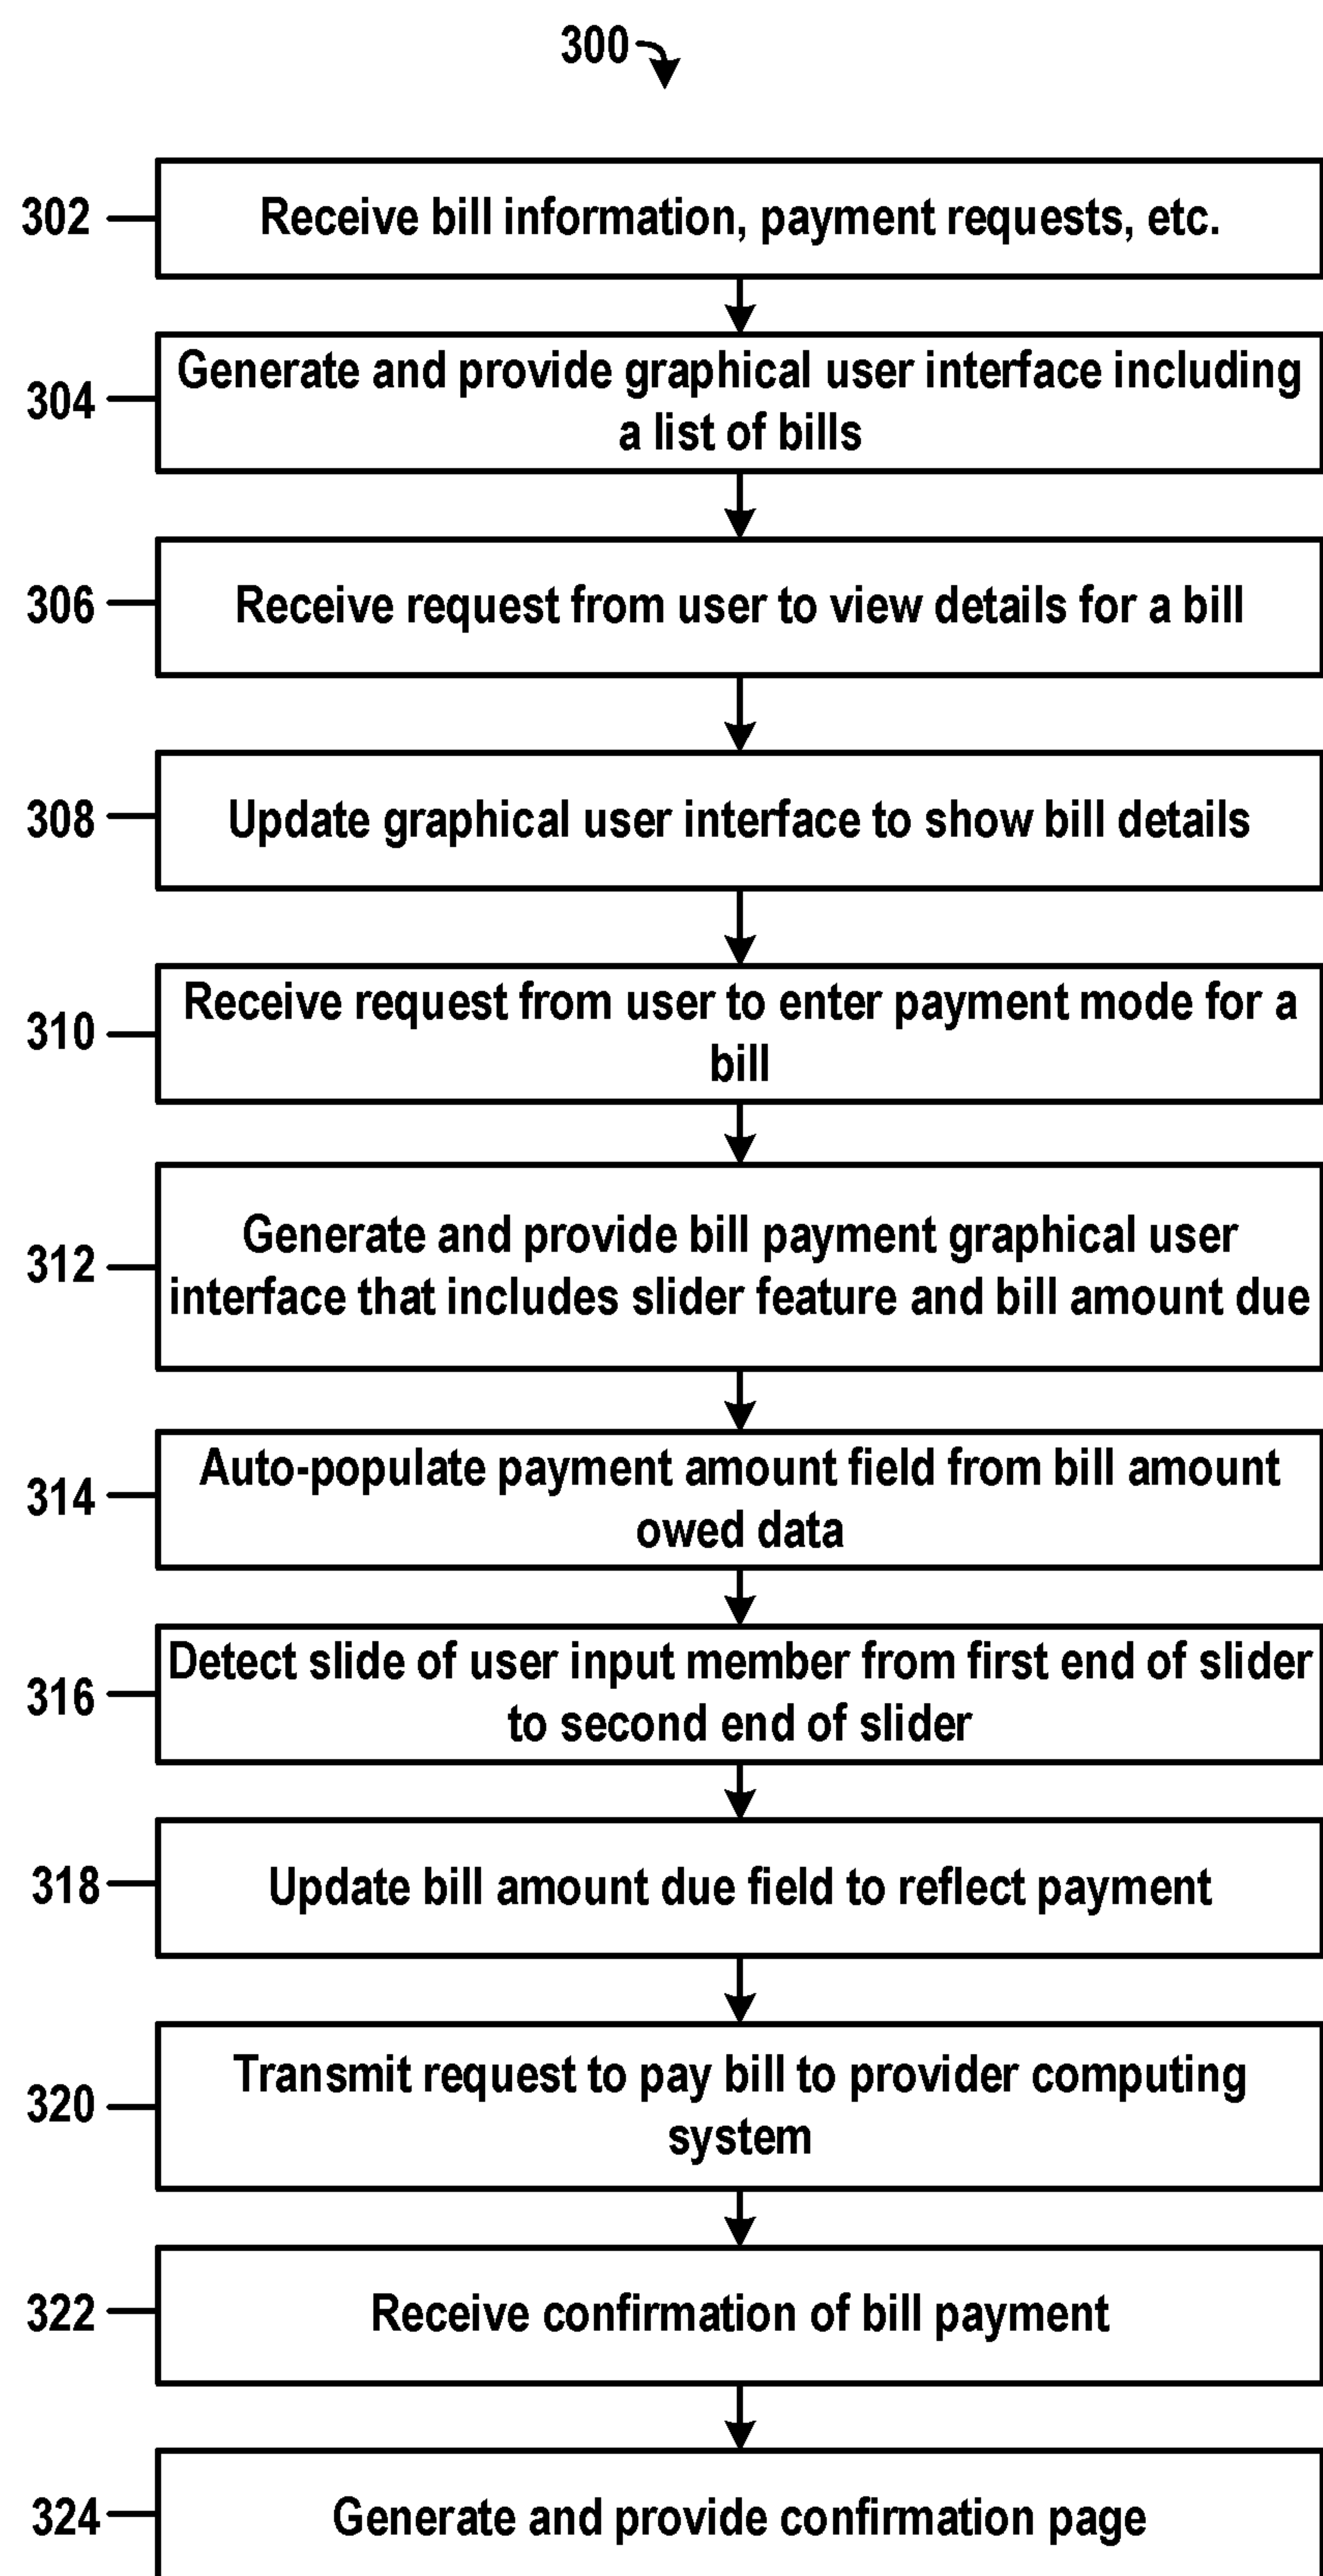 300
302
Receive bill information, payment requests, etc.
304
Generate and provide graphical user interface including
a list of bills
306
Receive request from user to view details for a bill
308
Update graphical user interface to show bill details
310
Receive request from user to enter payment mode for a
bill
312
Generate and provide bill payment graphical user
interface that includes slider feature and bill amount due
314
Auto-populate payment amount field from bill amount
owed data
316
Detect slide of user input member from first end of slider
to second end of slider
318
Update bill amount due field to reflect payment
320
Transmit request to pay bill to provider computing
system
322
Receive confirmation of bill payment
324
Generate and provide confirmation page